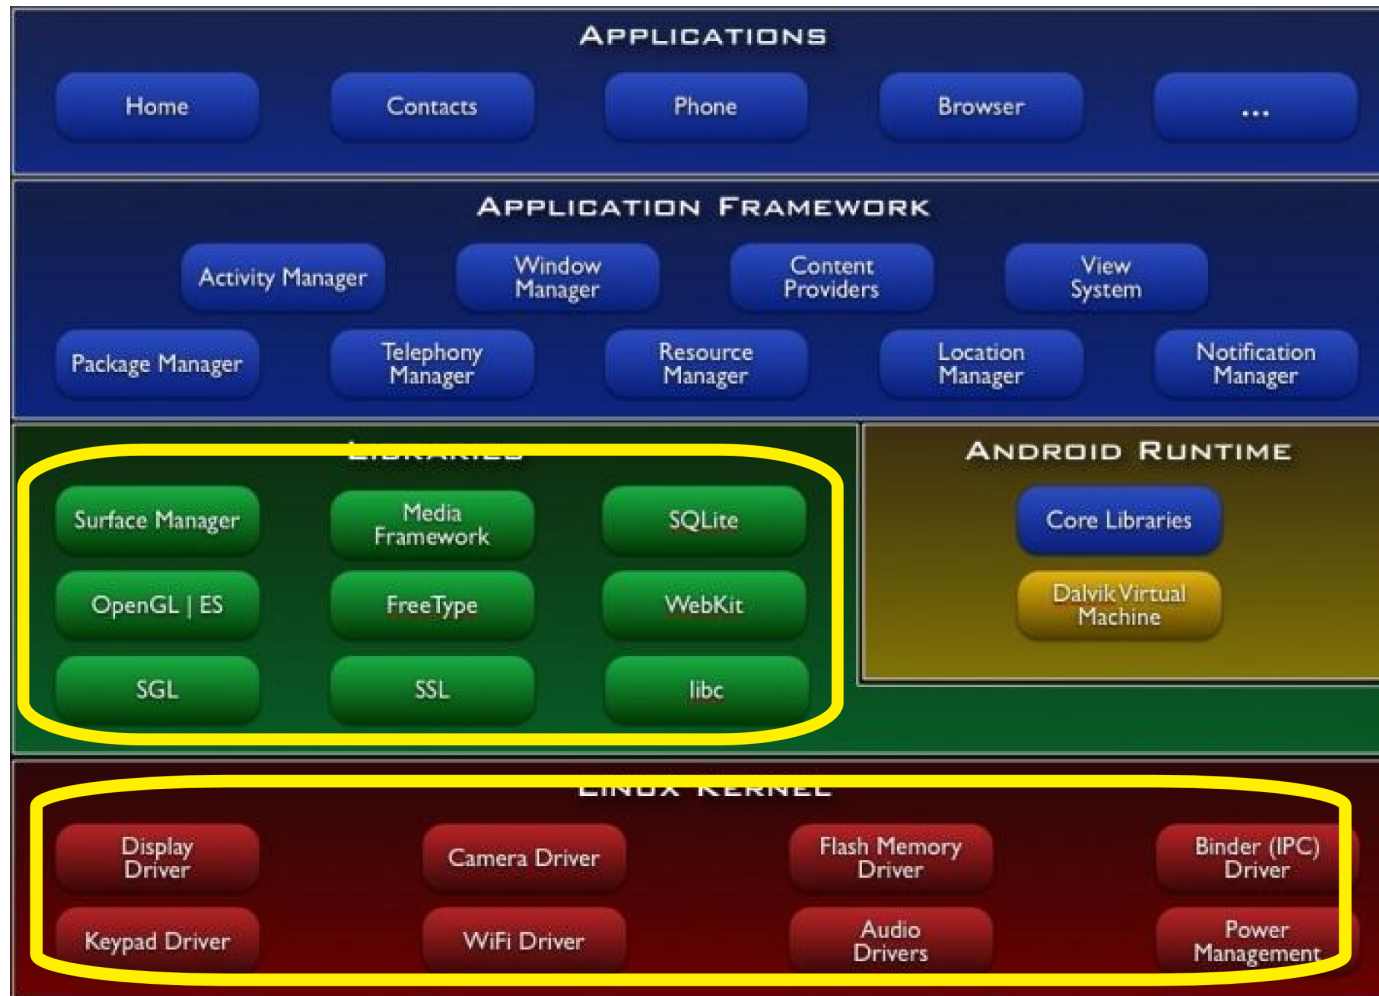 APPLICATIONS
Home
Contacts
Phone
Browser
...
APPLICATION FRAMEWORK
Activity Manager
Window
Manager
Content
Providers
View
System
Package Manager
Telephony
Manager
Resource
Manager
Location
Manager
Notification
Manager
LIBRARIES
Surface Manager
Media
Framework
SQLite
OpenGL | ES
FreeType
WebKit
SGL
SSL
libc
ANDROID RUNTIME
Core Libraries
Dalvik Virtual
Machine
LINUX KERNEL
Display
Driver
Camera Driver
Flash Memory
Driver
Binder (IPC)
Driver
Keypad Driver
WiFi Driver
Audio
Drivers
Power
Management